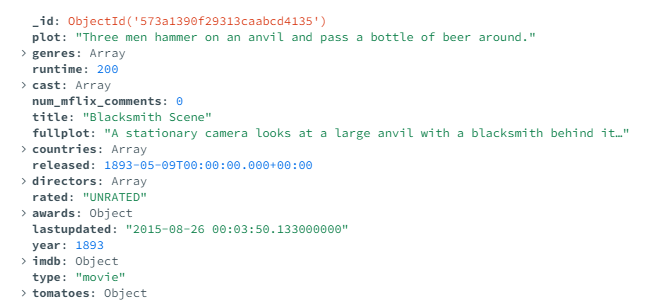 _id: ObjectId('573a1390f29313caabcd4135')
plot: "Three men hammer on an anvil and pass a bottle of beer around."
> genres: Array
runtime: 200
> cast: Array
num_mflix_comments: 0
title: "Blacksmith Scene"
fullplot: "A stationary camera looks at a large anvil with a blacksmith behind it…"
> countries: Array
released: 1893-05-09T00:00:00.000+00:00
> directors: Array
rated: "UNRATED"
> awards: Object
lastupdated: "2015-08-26 00:03:50.133000000"
year: 1893
> imdb: Object
type: "movie"
> tomatoes: Object